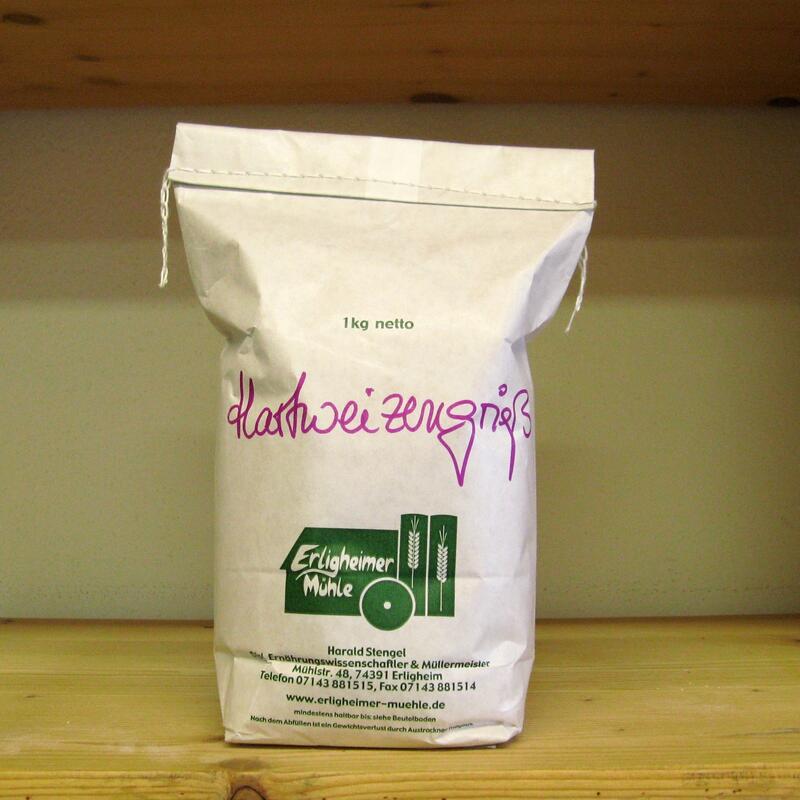 1kg netto
Hartweizengrieß
Erligheimer
Mühle
Harald Stengel
Ernährungswissenschaftler & Müllermeister
Mühlstr. 48, 74391 Erligheim
Telefon 07143 881515, Fax 07143 881514
www.erligheimer-muehle.de
mindestens haltbar bis: siehe Beutelboden
Nach dem Abfüllen ist ein Gewichtsverlust durch Austrocknen